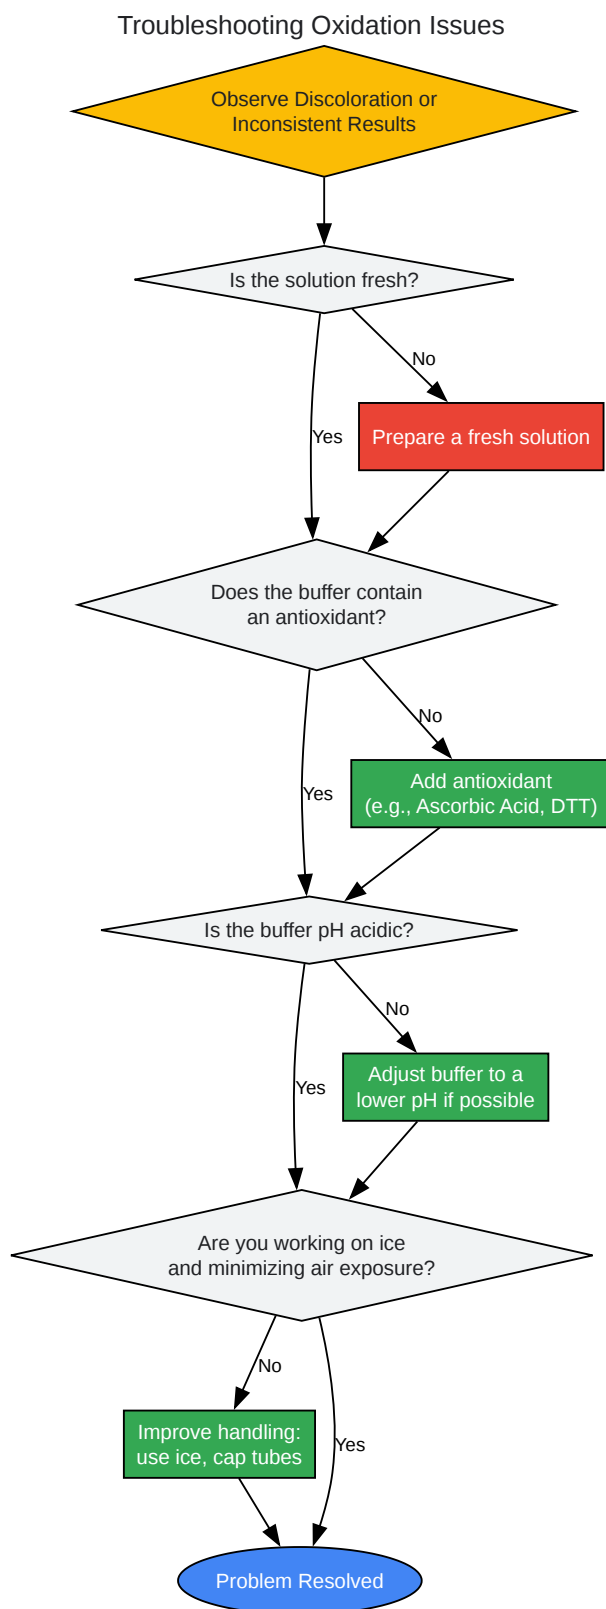 Troubleshooting Oxidation Issues
Observe Discoloration or
Inconsistent Results
Is the solution fresh?
No
Yes
Prepare a fresh solution
Does the buffer contain
an antioxidant?
No
Yes
Add antioxidant
(e.g., Ascorbic Acid, DTT)
Is the buffer pH acidic?
No
Yes
Adjust buffer to a
lower pH if possible
Are you working on ice
and minimizing air exposure?
No
Yes
Improve handling:
use ice, cap tubes
Problem Resolved